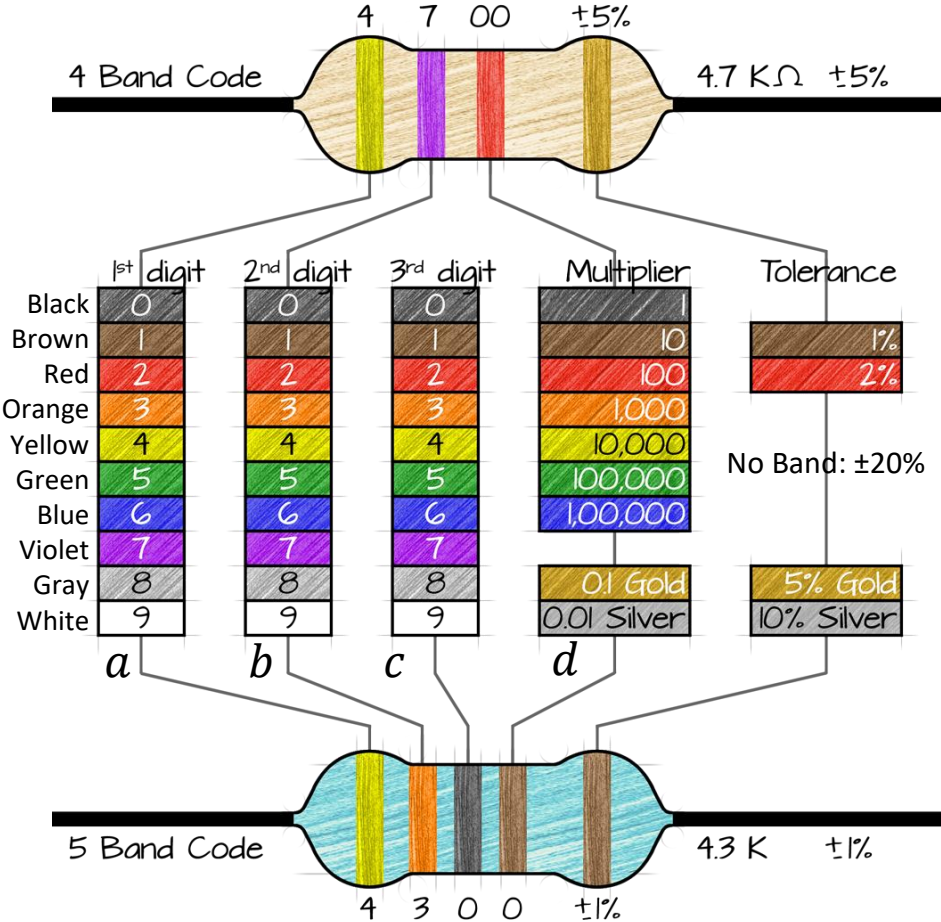 4 7 00 ±5%
4 Band Code 4.7 KΩ ±5%
1st digit 2nd digit 3rd digit Multiplier Tolerance
Black 0 0 0 1
Brown 1 1 1 10 1%
Red 2 2 2 100 2%
Orange 3 3 3 1,000
Yellow 4 4 4 10,000
No Band: ±20%
Green 5 5 5 100,000
Blue 6 6 6 1,00,000
Violet 7 7 7
Gray 8 8 8 0.1 Gold 5% Gold
White 9 9 9 0.01 Silver 10% Silver
a b c d
5 Band Code 4.3 K ±1%
4 3 0 0 ±1%